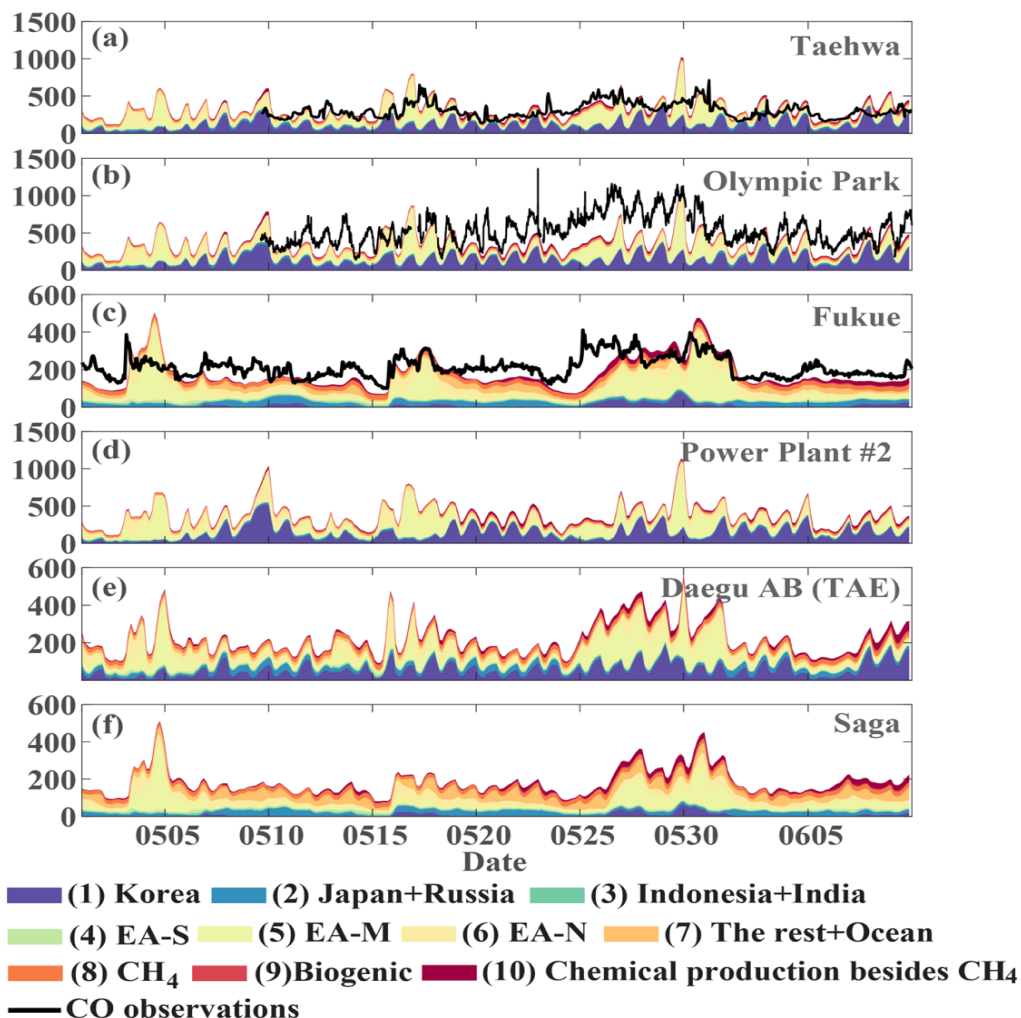 1500
(a)
Taehwa
1000
500
0
1500
(b)
Olympic Park
1000
500
0
600
(c)
Fukue
400
200
0
1500
(d)
Power Plant #2
1000
500
0
600
(e)
Daegu AB (TAE)
400
200
600
(f)
Saga
400
200
0
0505 0510 0515 0520 0525 0530 0605
Date
(1) Korea (2) Japan+Russia (3) Indonesia+India
(4) EA-S (5) EA-M (6) EA-N (7) The rest+Ocean
(8) CH₄ (9)Biogenic (10) Chemical production besides CH₄
CO observations